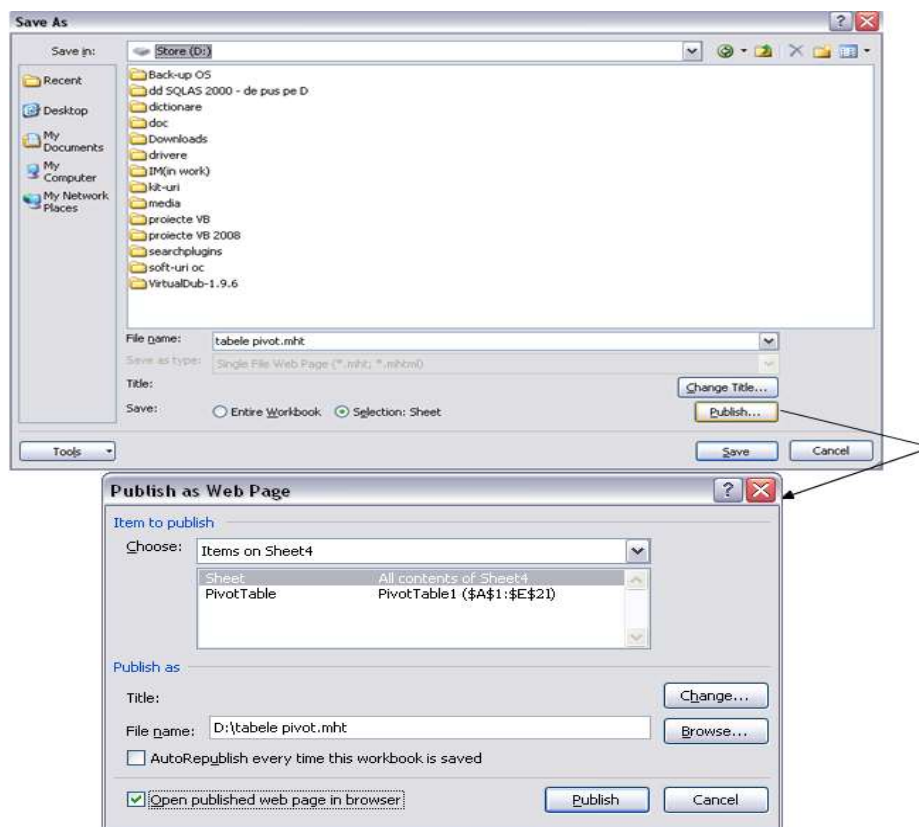 Save As
Save in:
Store (D:)
Recent
Desktop
My
Documents
My
Computer
My Network
Places
Back-up OS
dd SQLAS 2000 - de pus pe D
dictionare
doc
Downloads
drivere
IM(in work)
kit-uri
media
proiecte VB
proiecte VB 2008
searchplugins
soft-uri oc
VirtualDub-1.9.6
File name:
tabele pivot.mht
Save as type:
Single File Web Page (*.mht; *.mhtml)
Title:
Change Title...
Save:
Entire Workbook
Selection: Sheet
Publish...
Tools
Save
Cancel
Publish as Web Page
Item to publish
Choose:
Items on Sheet4
Sheet All contents of Sheet4
PivotTable PivotTable1 ($A$1:$E$21)
Publish as
Title:
Change...
File name:
D:\tabele pivot.mht
Browse...
AutoRepublish every time this workbook is saved
Open published web page in browser
Publish
Cancel